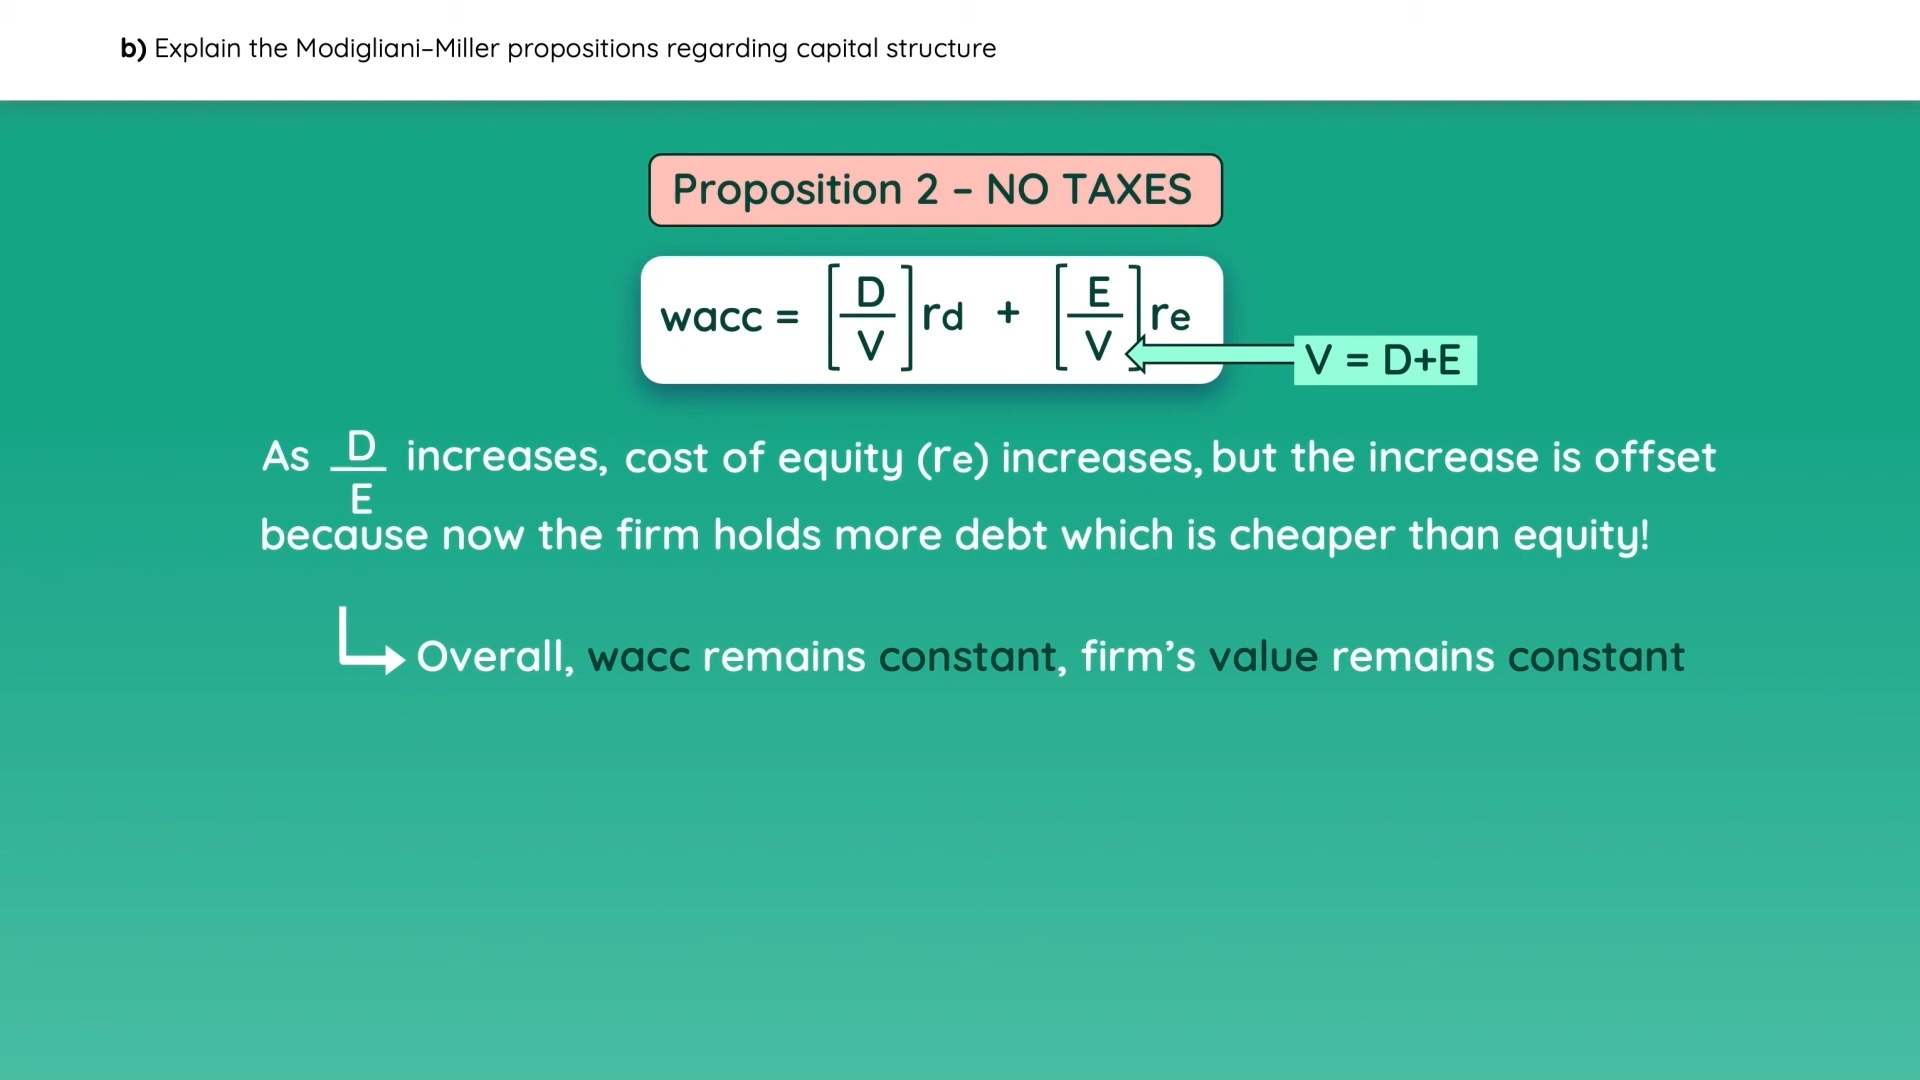 b) Explain the Modigliani–Miller propositions regarding capital structure
Proposition 2 – NO TAXES
wacc = [D/V]rd + [E/V]re
V = D+E
As D/E increases, cost of equity (re) increases, but the increase is offset
because now the firm holds more debt which is cheaper than equity!
Overall, wacc remains constant, firm’s value remains constant